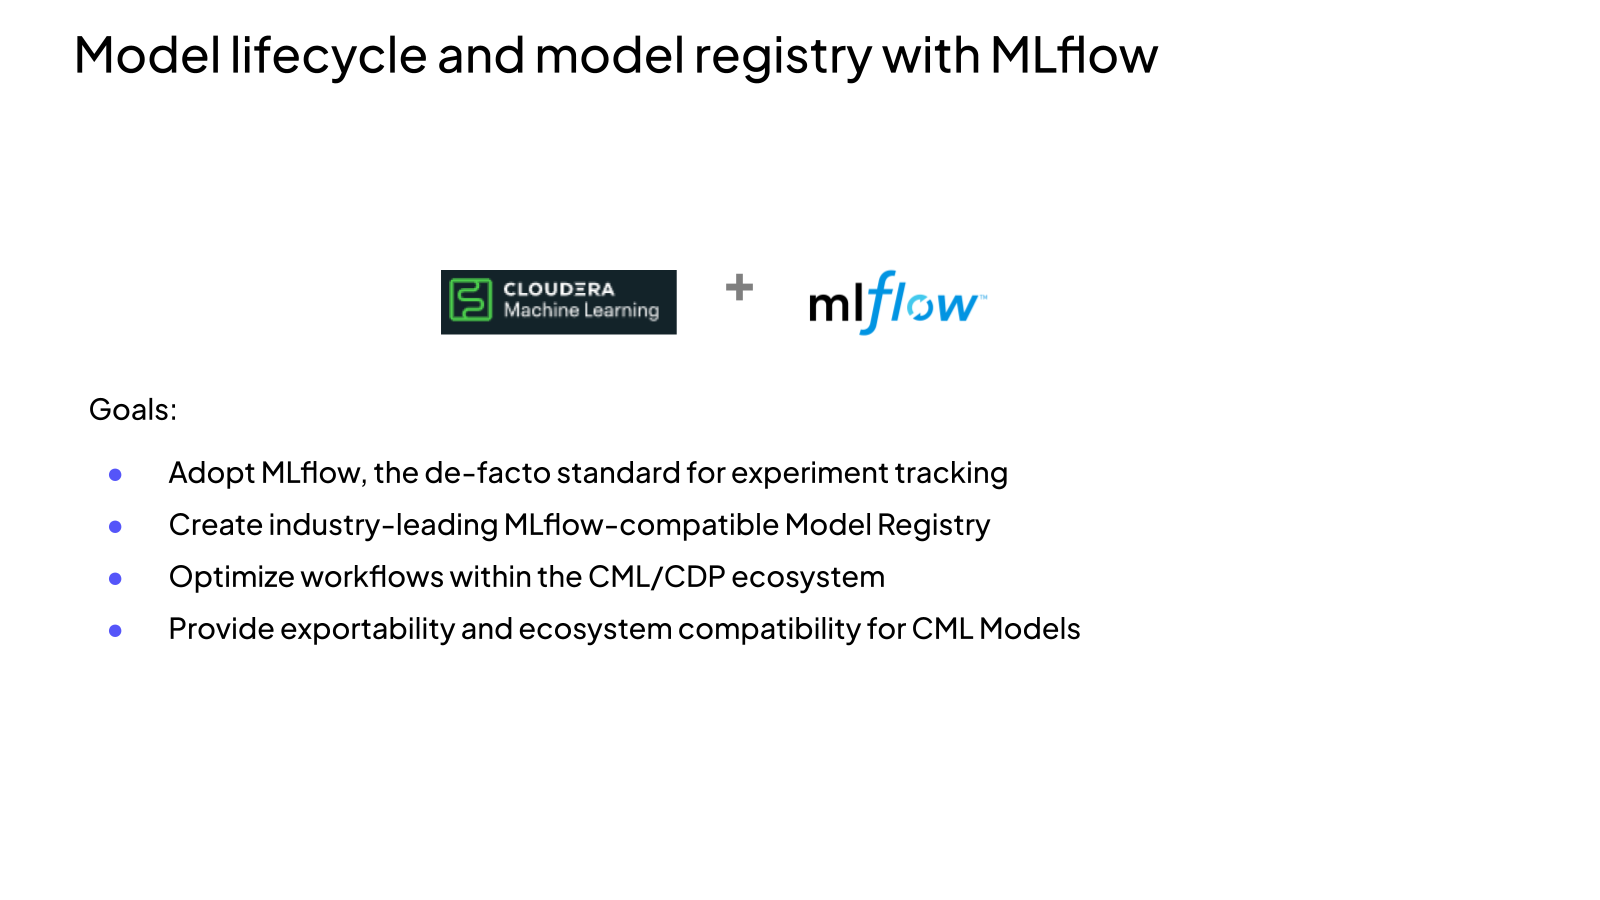 Model lifecycle and model registry with MLflow
CLOUDERA
Machine Learning
+
mlflow™
Goals:
● Adopt MLflow, the de-facto standard for experiment tracking
● Create industry-leading MLflow-compatible Model Registry
● Optimize workflows within the CML/CDP ecosystem
● Provide exportability and ecosystem compatibility for CML Models